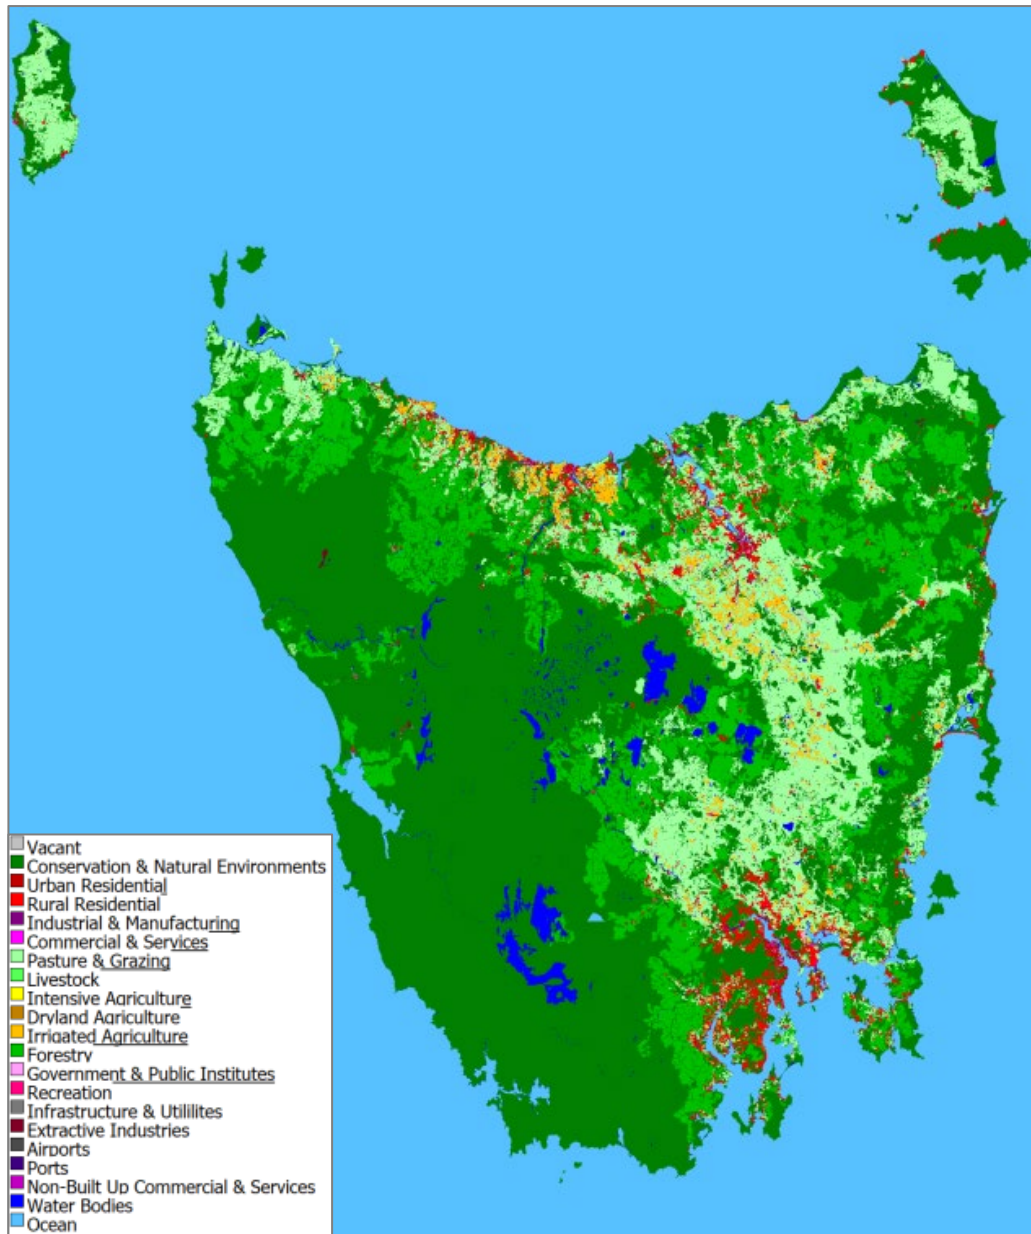 Vacant
Conservation & Natural Environments
Urban Residential
Rural Residential
Industrial & Manufacturing
Commercial & Services
Pasture & Grazing
Livestock
Intensive Agriculture
Dryland Agriculture
Irrigated Agriculture
Forestry
Government & Public Institutes
Recreation
Infrastructure & Utililites
Extractive Industries
Airports
Ports
Non-Built Up Commercial & Services
Water Bodies
Ocean